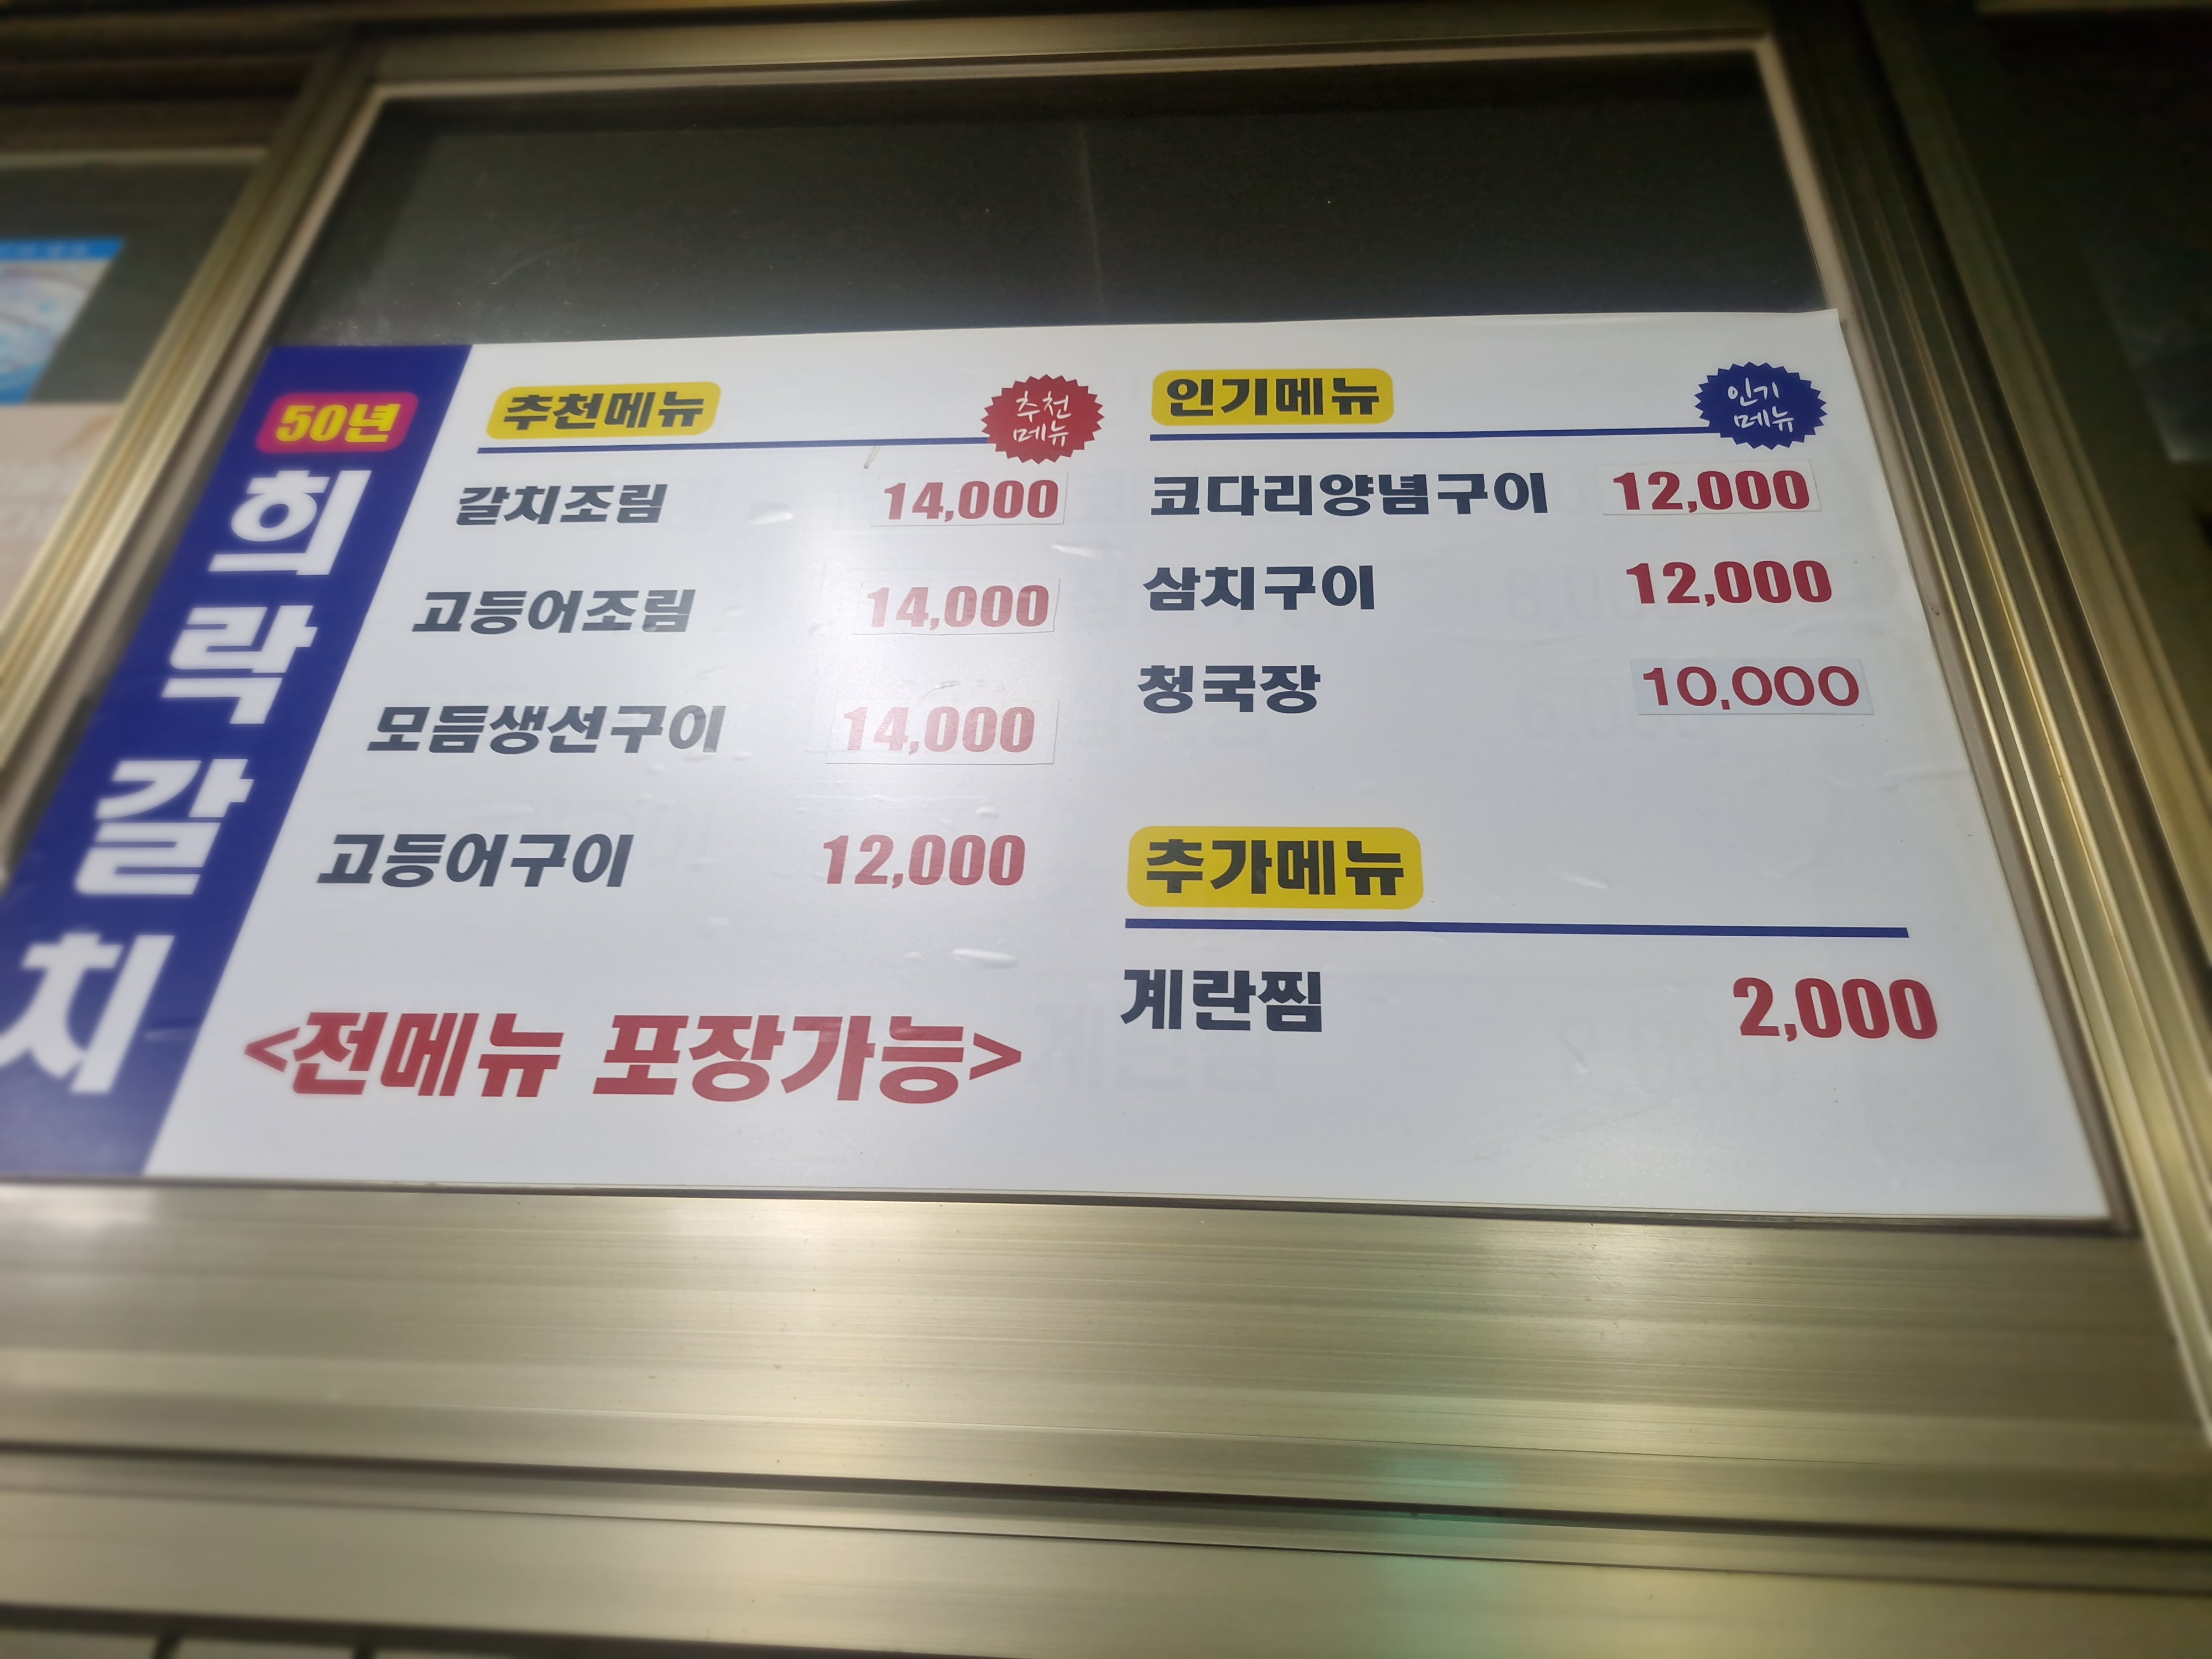 50년
희락갈치
추천메뉴
추천
메뉴
갈치조림 14,000
고등어조림 14,000
모듬생선구이 14,000
고등어구이 12,000
<전메뉴 포장가능>
인기메뉴
인기
메뉴
코다리양념구이 12,000
삼치구이 12,000
청국장 10,000
추가메뉴
계란찜 2,000